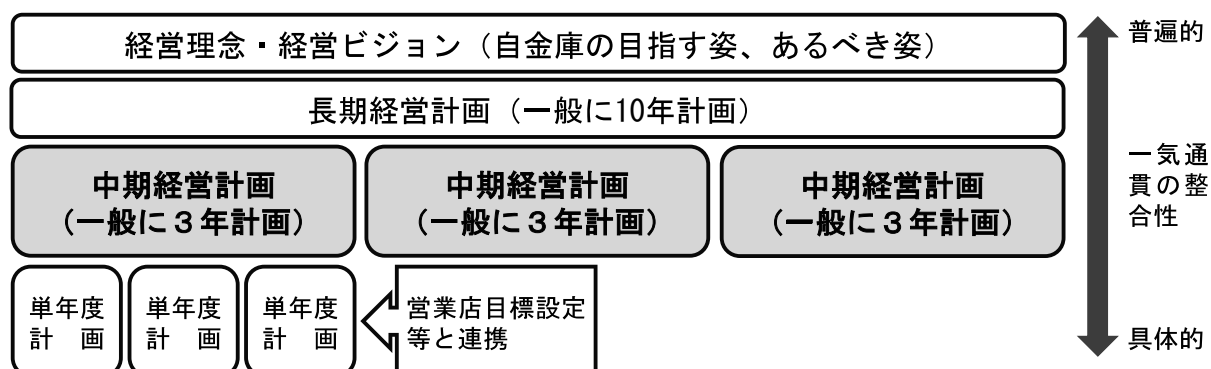 経営理念・経営ビジョン（自金庫の目指す姿、あるべき姿）
長期経営計画（一般に10年計画）
中期経営計画
（一般に３年計画）
中期経営計画
（一般に３年計画）
中期経営計画
（一般に３年計画）
単年度
計　画
単年度
計　画
単年度
計　画
営業店目標設定
等と連携
普遍的
一気通
貫の整
合性
具体的